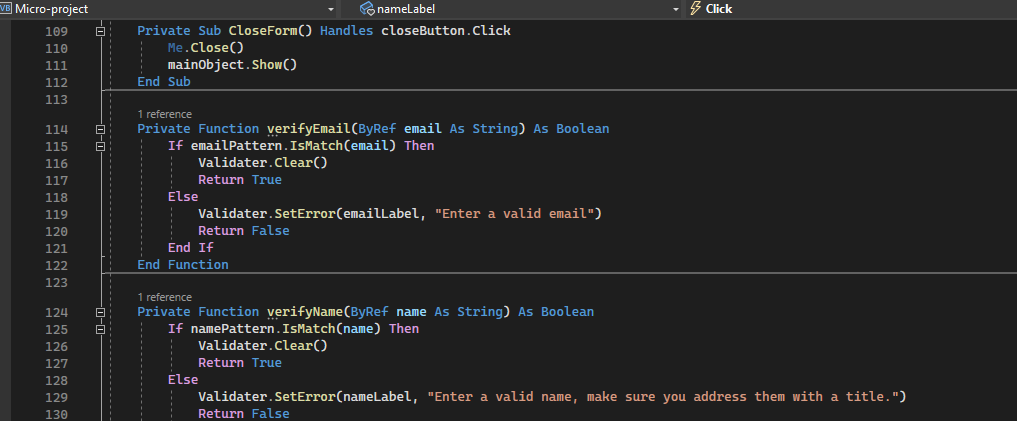 VB Micro-project nameLabel Click
109 Private Sub CloseForm() Handles closeButton.Click
110 Me.Close()
111 mainObject.Show()
112 End Sub
113
1 reference
114 Private Function verifyEmail(ByRef email As String) As Boolean
115 If emailPattern.IsMatch(email) Then
116 Validater.Clear()
117 Return True
118 Else
119 Validater.SetError(emailLabel, "Enter a valid email")
120 Return False
121 End If
122 End Function
123
1 reference
124 Private Function verifyName(ByRef name As String) As Boolean
125 If namePattern.IsMatch(name) Then
126 Validater.Clear()
127 Return True
128 Else
129 Validater.SetError(nameLabel, "Enter a valid name, make sure you address them with a title.")
130 Return False